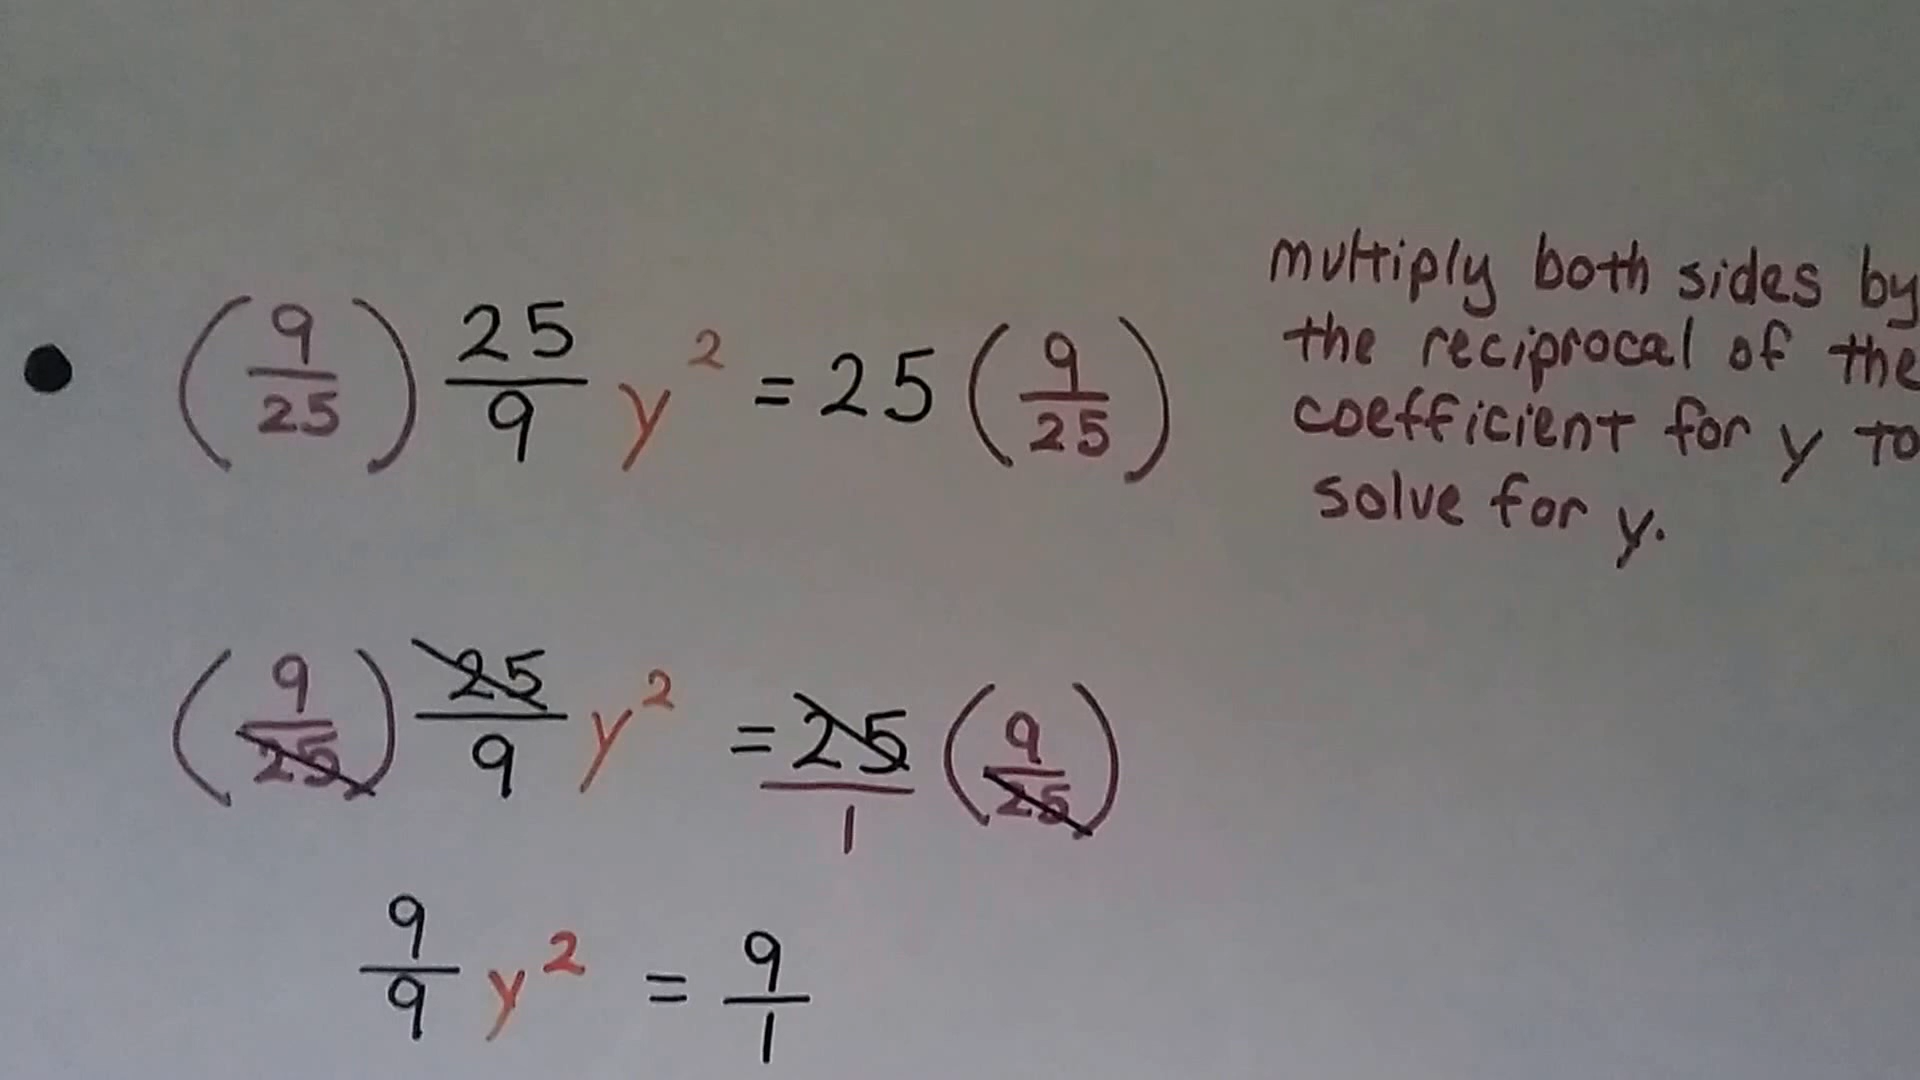 (9/25) 25/9 y² = 25 (9/25)
multiply both sides by
the reciprocal of the
coefficient for y to
solve for y.
(9/25) 25/9 y² = 25/1 (9/25)
9/9 y² = 9/1